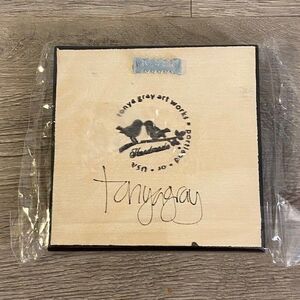 tonya gray art works • portland • or • USA •
Handmade
tonyagray